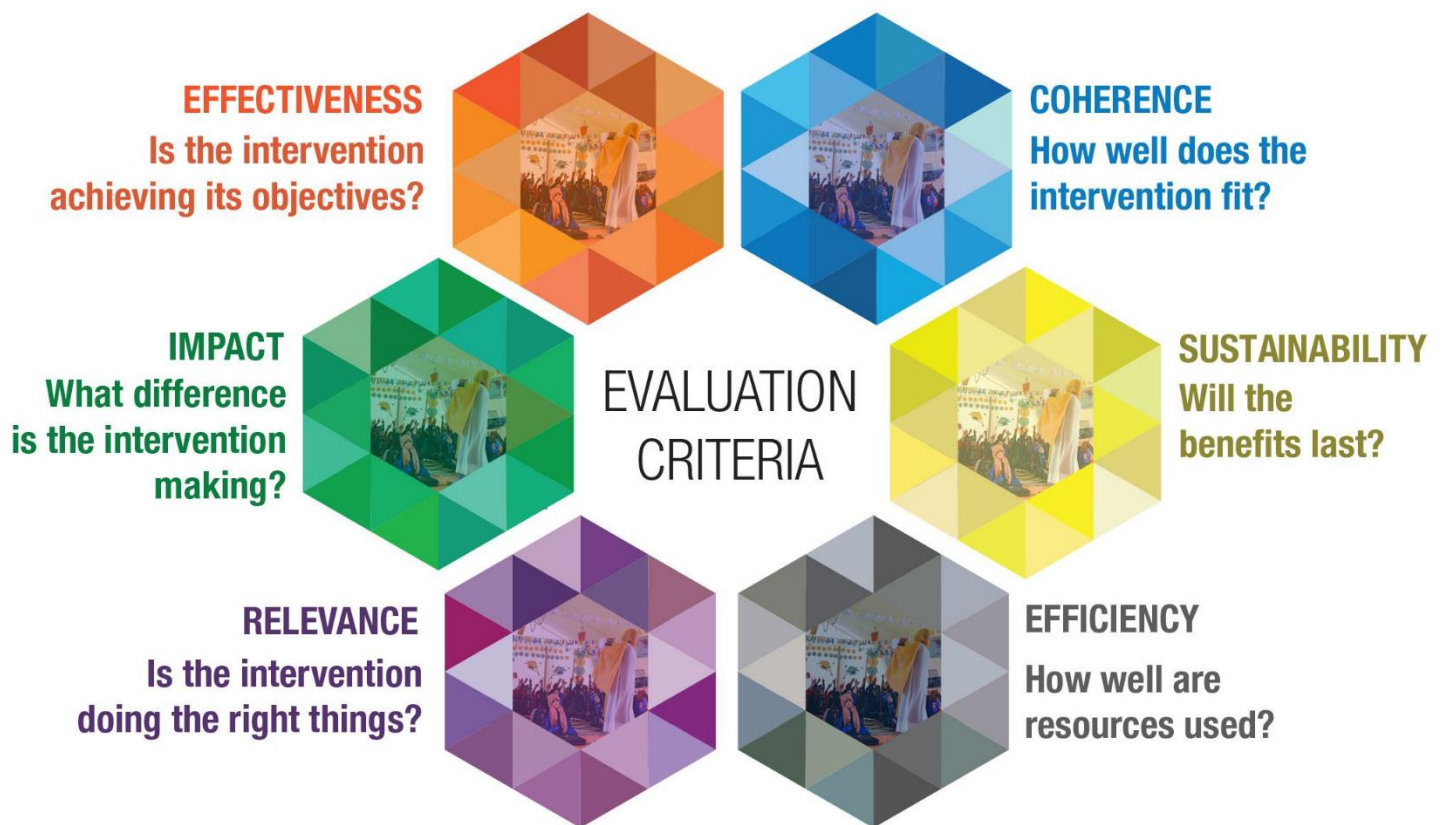 EFFECTIVENESS
Is the intervention
achieving its objectives?
COHERENCE
How well does the
intervention fit?
IMPACT
What difference
is the intervention
making?
EVALUATION
CRITERIA
SUSTAINABILITY
Will the
benefits last?
RELEVANCE
Is the intervention
doing the right things?
EFFICIENCY
How well are
resources used?